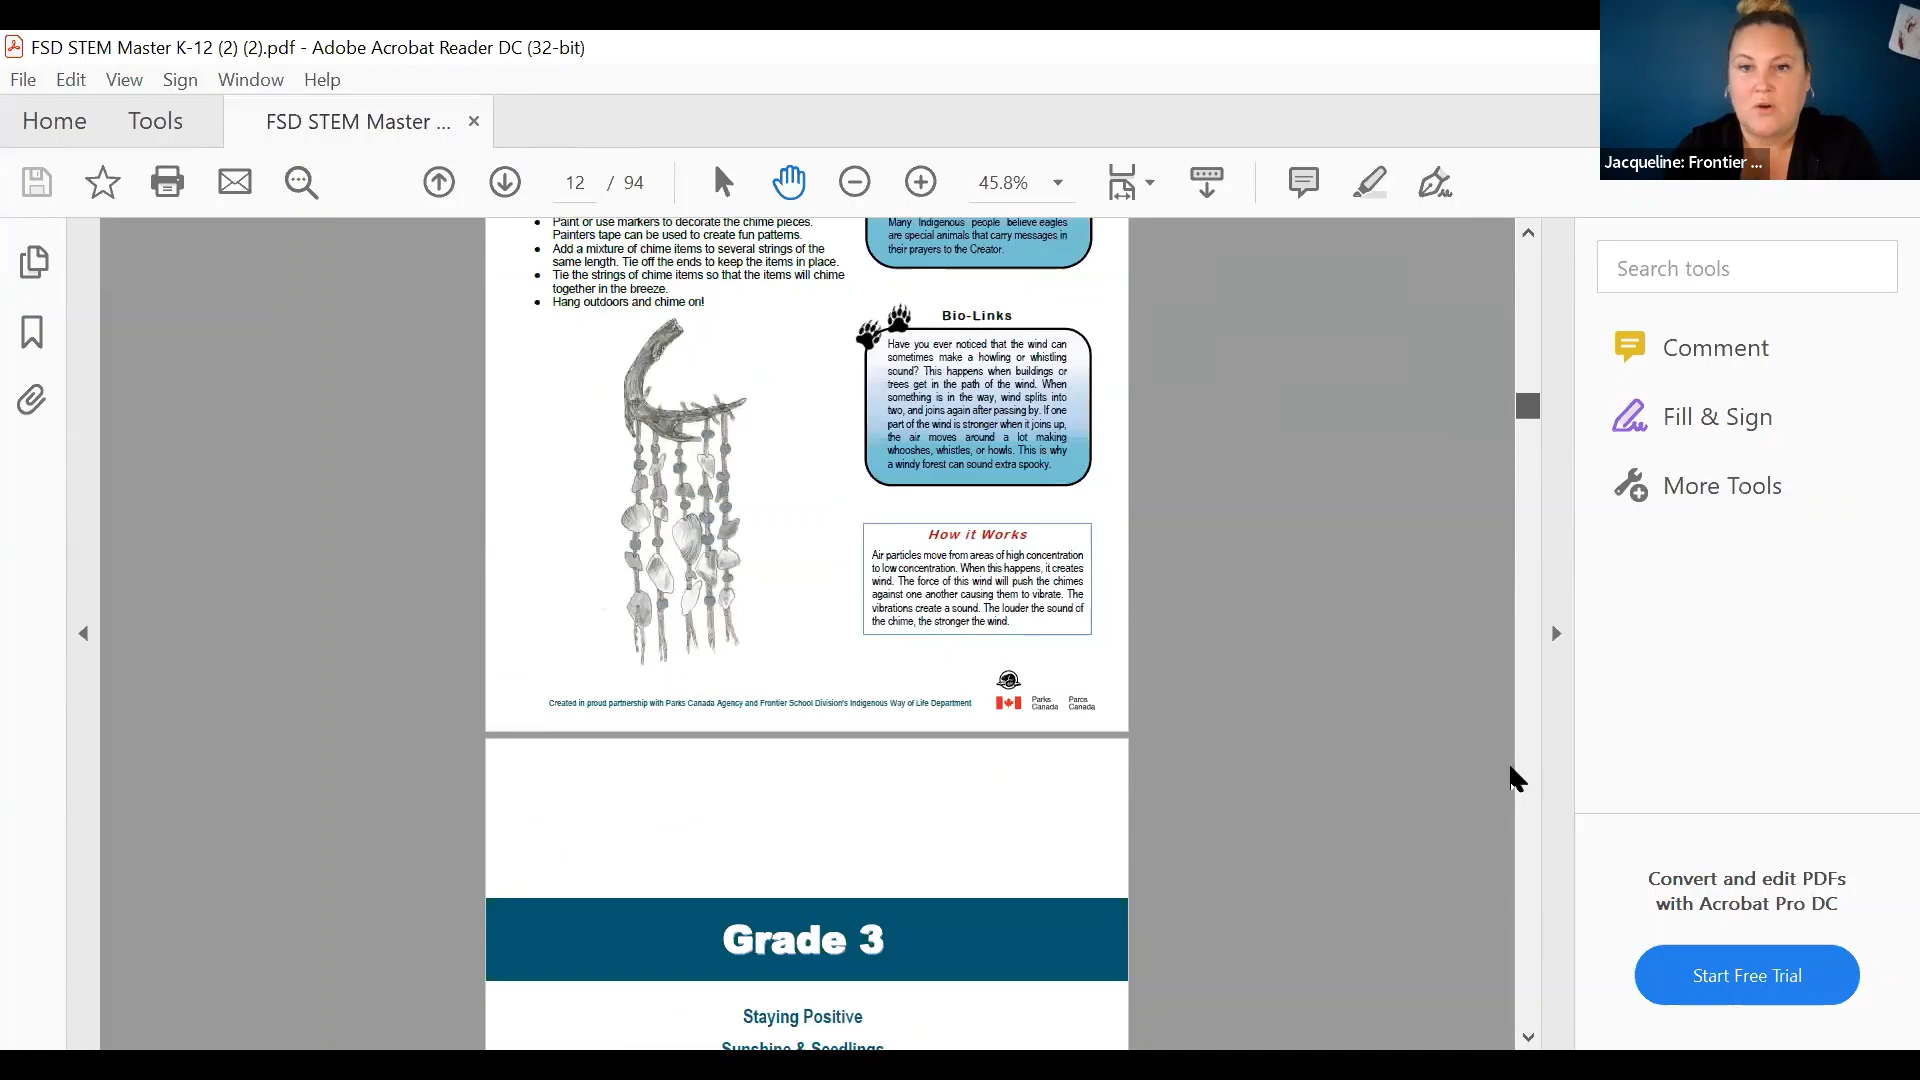 FSD STEM Master K-12 (2) (2).pdf - Adobe Acrobat Reader DC (32-bit)
File Edit View Sign Window Help
Home Tools FSD STEM Master ... ×
12 / 94 45.8%
Jacqueline: Frontier ...
Paint or use markers to decorate the chime pieces.
Painters tape can be used to create fun patterns.
• Add a mixture of chime items to several strings of the
same length. Tie off the ends to keep the items in place.
• Tie the strings of chime items so that the items will chime
together in the breeze.
• Hang outdoors and chime on!
Many Indigenous people believe eagles
are special animals that carry messages in
their prayers to the Creator.
Bio-Links
Have you ever noticed that the wind can
sometimes make a howling or whistling
sound? This happens when buildings or
trees get in the path of the wind. When
something is in the way, wind splits into
two, and joins again after passing by. If one
part of the wind is stronger when it joins up,
the air moves around a lot making
whooshes, whistles, or howls. This is why
a windy forest can sound extra spooky.
How it Works
Air particles move from areas of high concentration
to low concentration. When this happens, it creates
wind. The force of this wind will push the chimes
against one another causing them to vibrate. The
vibrations create a sound. The louder the sound of
the chime, the stronger the wind.
Created in proud partnership with Parks Canada Agency and Frontier School Division's Indigenous Way of Life Department
Parks Parcs
Canada Canada
Grade 3
Staying Positive
Sunshine & Seedlings
Search tools
Comment
Fill & Sign
More Tools
Convert and edit PDFs
with Acrobat Pro DC
Start Free Trial